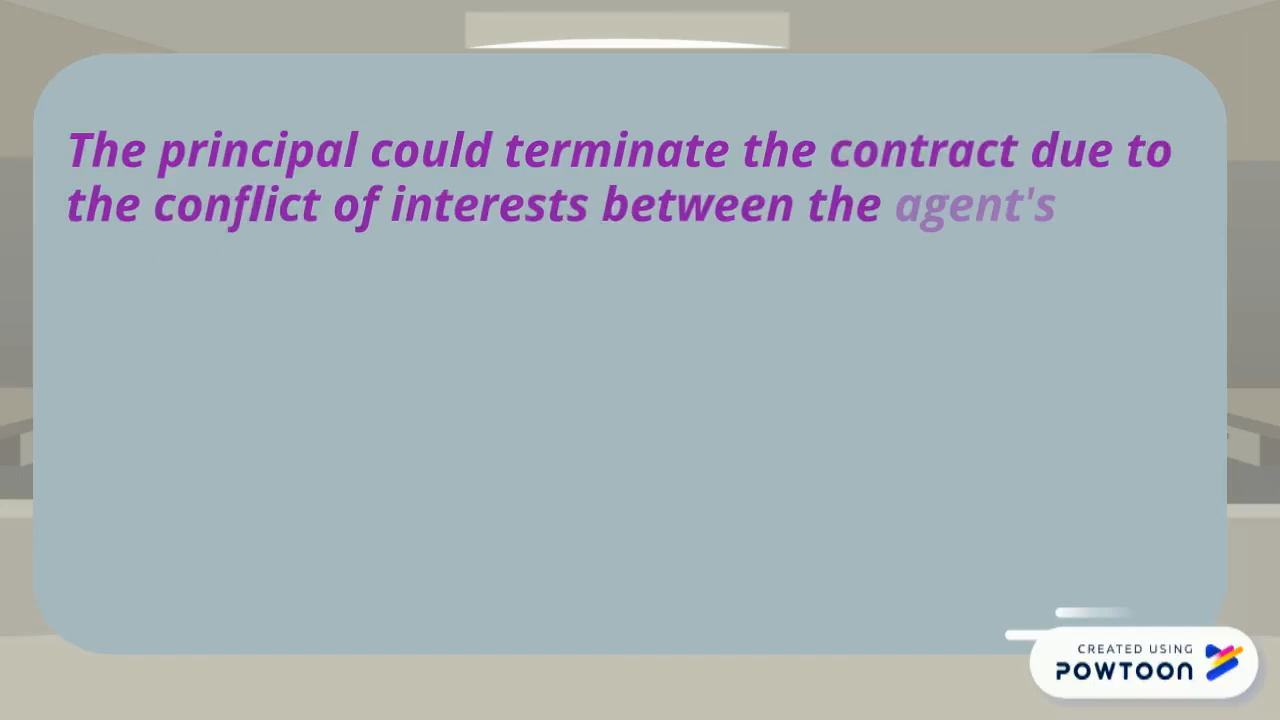 The principal could terminate the contract due to
the conflict of interests between the agent's
CREATED USING
POWTOON